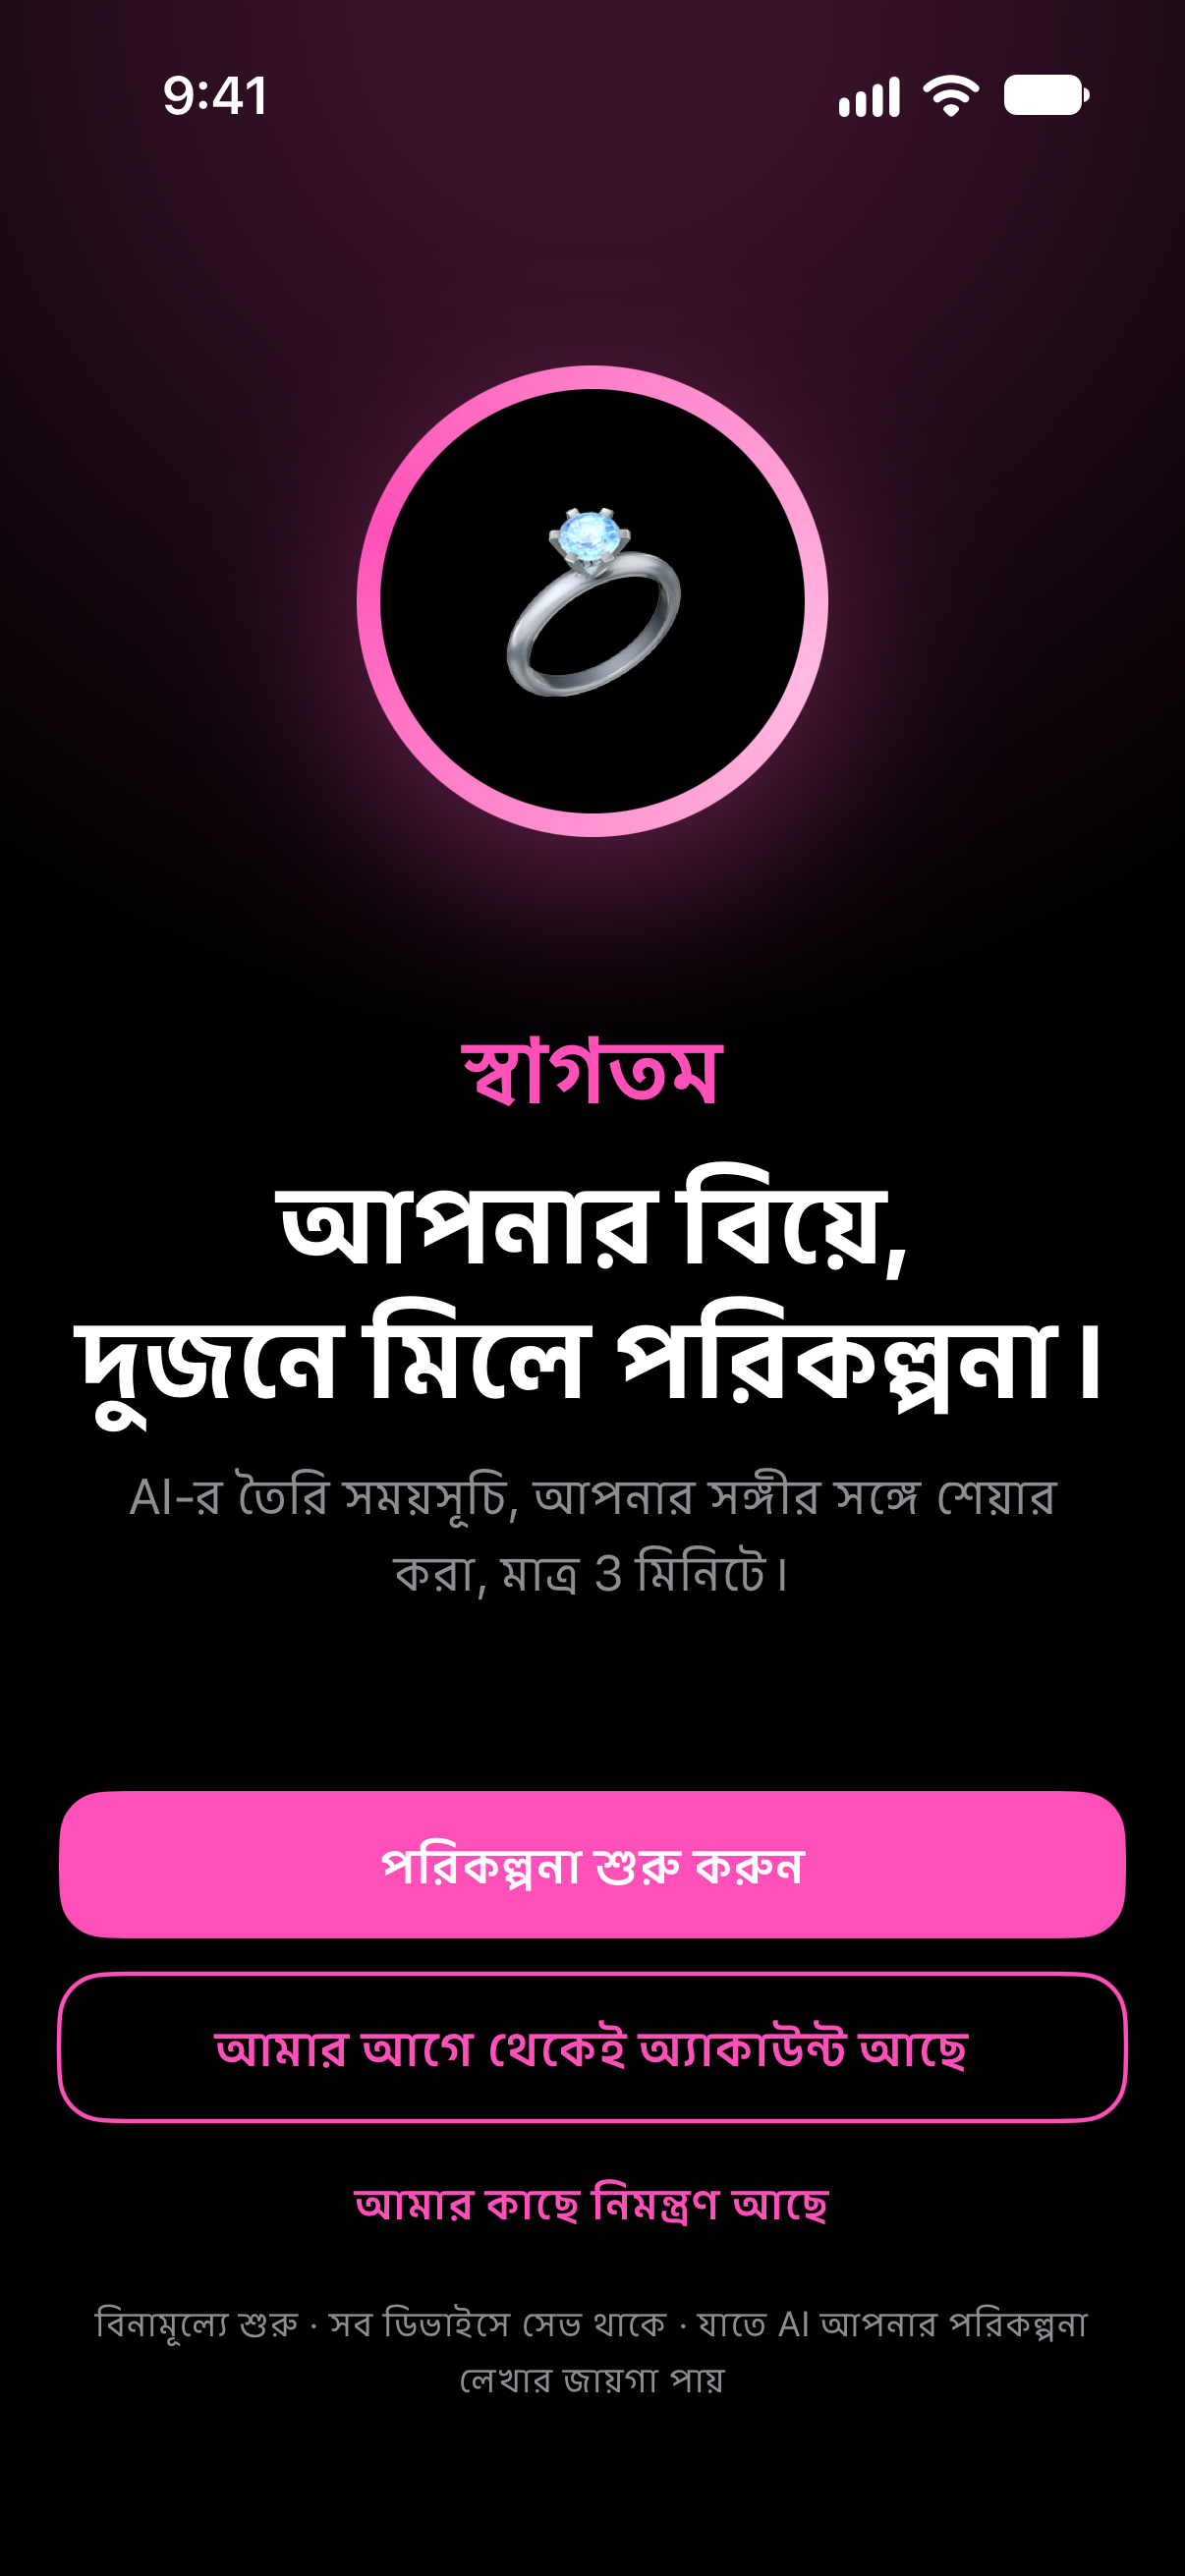 9:41
স্বাগতম
আপনার বিয়ে,
দুজনে মিলে পরিকল্পনা।
AI-র তৈরি সময়সূচি, আপনার সঙ্গীর সঙ্গে শেয়ার
করা, মাত্র 3 মিনিটে।
পরিকল্পনা শুরু করুন
আমার আগে থেকেই অ্যাকাউন্ট আছে
আমার কাছে নিমন্ত্রণ আছে
বিনামূল্যে শুরু · সব ডিভাইসে সেভ থাকে · যাতে AI আপনার পরিকল্পনা
লেখার জায়গা পায়